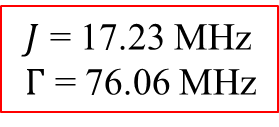 J = 17.23 MHz
Γ = 76.06 MHz